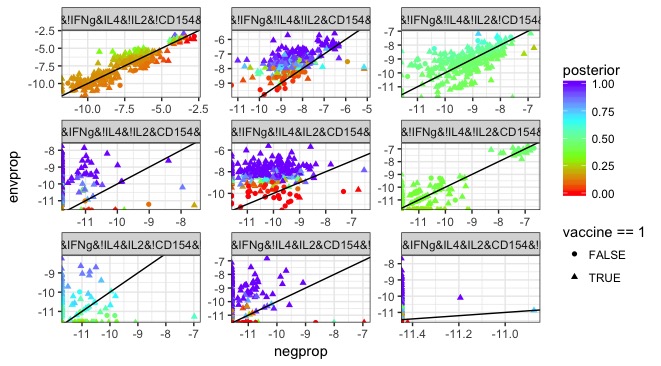 &!IFNg&!IL4&!IL2&!CD154& &!IFNg&!IL4&!IL2&CD154& &!IFNg&!IL4&IL2&!CD154&
-2.5 -5.0 -7.5 -10.0
-6 -7 -8 -9
-7 -8 -9 -10 -11
-10.0 -7.5 -5.0 -2.5
-11 -10 -9 -8 -7 -6 -5
-11 -10 -9 -8 -7
&IFNg&!IL4&!IL2&!CD154& &!IFNg&!IL4&IL2&CD154& &!IFNg&IL4&!IL2&CD154&
-8 -9 -10 -11
-7 -8 -9 -10 -11
-7 -8 -9 -10 -11
-11 -10 -9 -8
-11 -10 -9 -8 -7
-11 -10 -9 -8 -7
&IFNg&!IL4&IL2&!CD154& &IFNg&!IL4&IL2&CD154&! &IFNg&IL4&IL2&CD154&!
-9 -10 -11
-7 -8 -9 -10 -11
-8 -9 -10 -11
-11 -10 -9 -8 -7
-11 -10 -9 -8 -7
-11.4 -11.2 -11.0
envprop
negprop
posterior
1.00
0.75
0.50
0.25
0.00
vaccine == 1
FALSE
TRUE